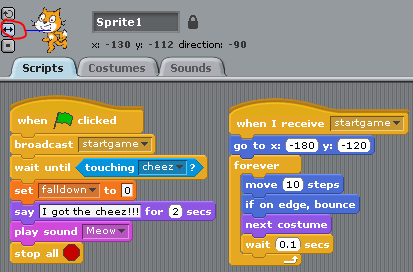 Sprite1
x: -130 y: -112 direction: -90
Scripts Costumes Sounds
when clicked
broadcast startgame
wait until touching cheez ?
set falldown to 0
say I got the cheez!!! for 2 secs
play sound Meow
stop all
when I receive startgame
go to x: -180 y: -120
forever
move 10 steps
if on edge, bounce
next costume
wait 0.1 secs